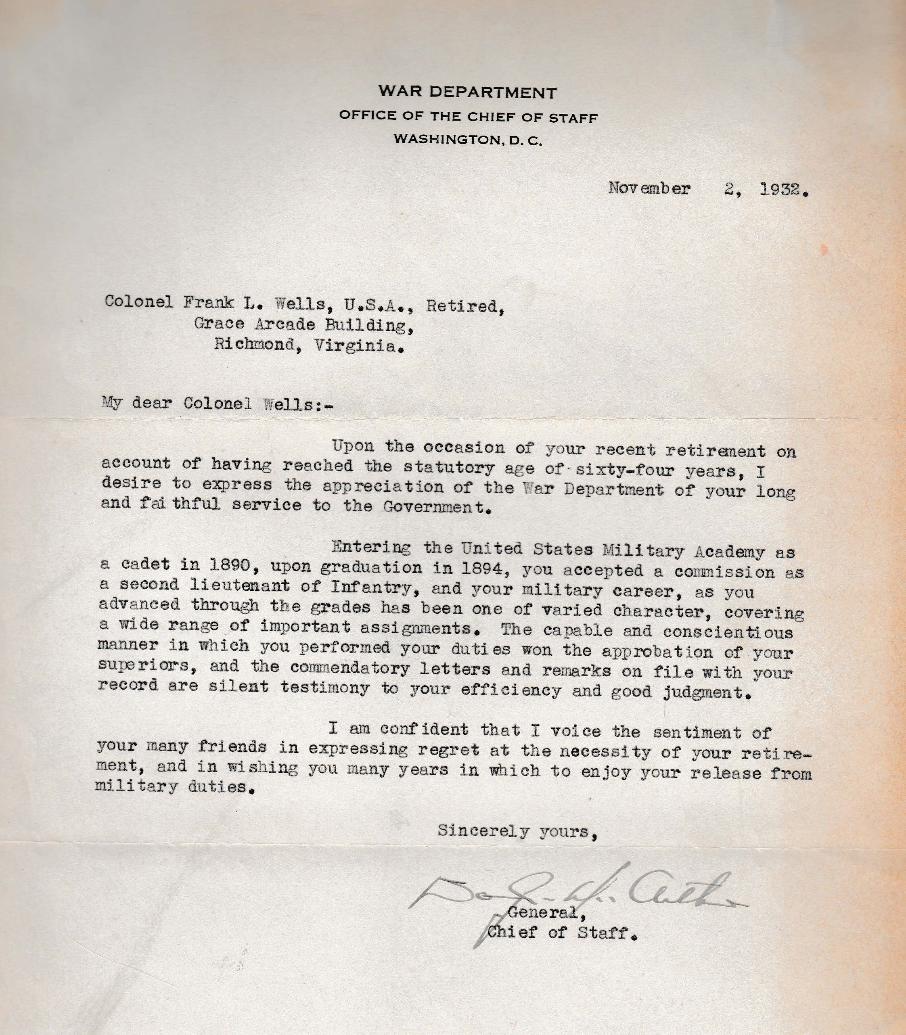 WAR DEPARTMENT
OFFICE OF THE CHIEF OF STAFF
WASHINGTON, D. C.
November 2, 1932.
Colonel Frank L. Wells, U.S.A., Retired,
Grace Arcade Building,
Richmond, Virginia.
My dear Colonel Wells:-
Upon the occasion of your recent retirement on
account of having reached the statutory age of sixty-four years, I
desire to express the appreciation of the War Department of your long
and faithful service to the Government.
Entering the United States Military Academy as
a cadet in 1890, upon graduation in 1894, you accepted a commission as
a second lieutenant of Infantry, and your military career, as you
advanced through the grades has been one of varied character, covering
a wide range of important assignments. The capable and conscientious
manner in which you performed your duties won the approbation of your
superiors, and the commendatory letters and remarks on file with your
record are silent testimony to your efficiency and good judgment.
I am confident that I voice the sentiment of
your many friends in expressing regret at the necessity of your retire-
ment, and in wishing you many years in which to enjoy your release from
military duties.
Sincerely yours,
Douglas MacArthur
General,
Chief of Staff.